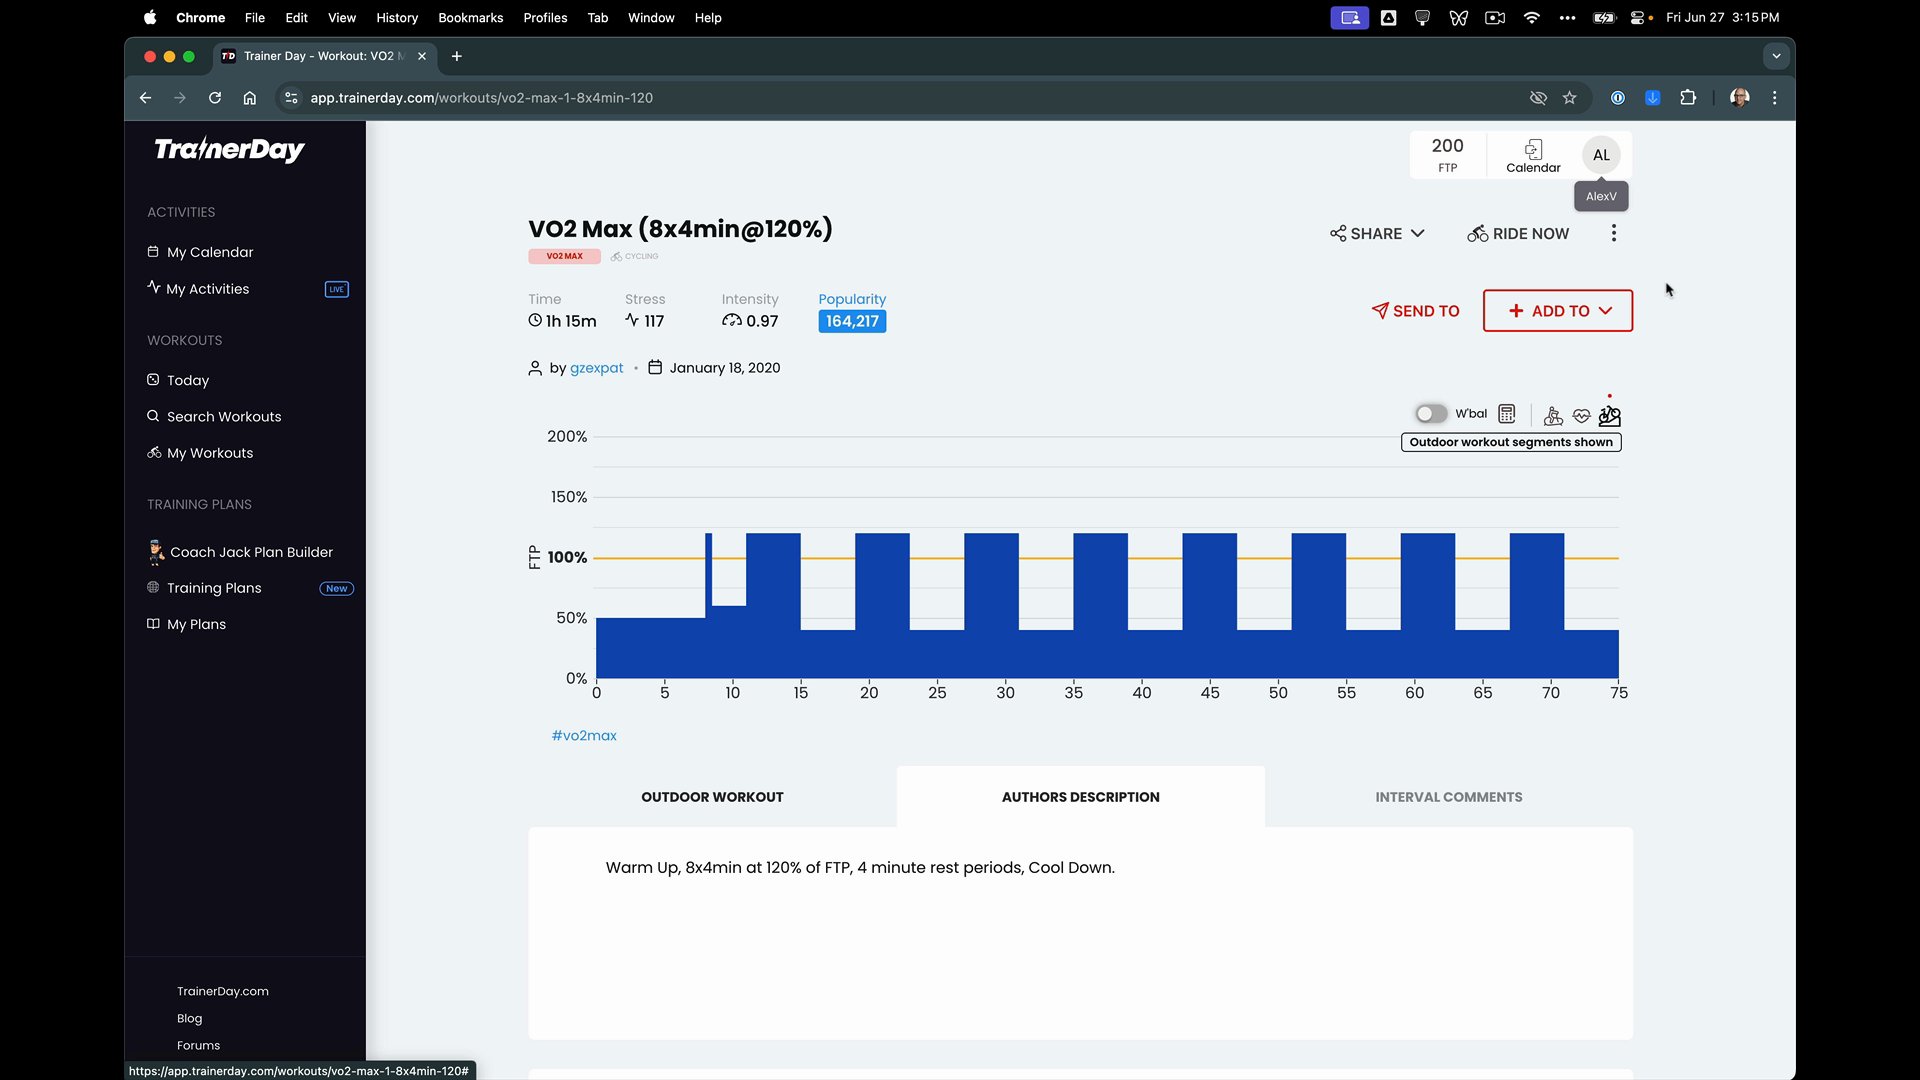 Chrome File Edit View History Bookmarks Profiles Tab Window Help Fri Jun 27 3:15 PM
Trainer Day - Workout: VO2 M
app.trainerday.com/workouts/vo2-max-1-8x4min-120
TrainerDay
ACTIVITIES
My Calendar
My Activities LIVE
WORKOUTS
Today
Search Workouts
My Workouts
TRAINING PLANS
Coach Jack Plan Builder
Training Plans New
My Plans
TrainerDay.com
Blog
Forums
https://app.trainerday.com/workouts/vo2-max-1-8x4min-120#
200
FTP
Calendar
AL
AlexV
VO2 Max (8x4min@120%)
VO2 MAX CYCLING
SHARE RIDE NOW
Time Stress Intensity Popularity
1h 15m 117 0.97 164,217
SEND TO + ADD TO
by gzexpat • January 18, 2020
W'bal
Outdoor workout segments shown
200%
150%
100%
50%
0%
FTP
0 5 10 15 20 25 30 35 40 45 50 55 60 65 70 75
#vo2max
OUTDOOR WORKOUT AUTHORS DESCRIPTION INTERVAL COMMENTS
Warm Up, 8x4min at 120% of FTP, 4 minute rest periods, Cool Down.